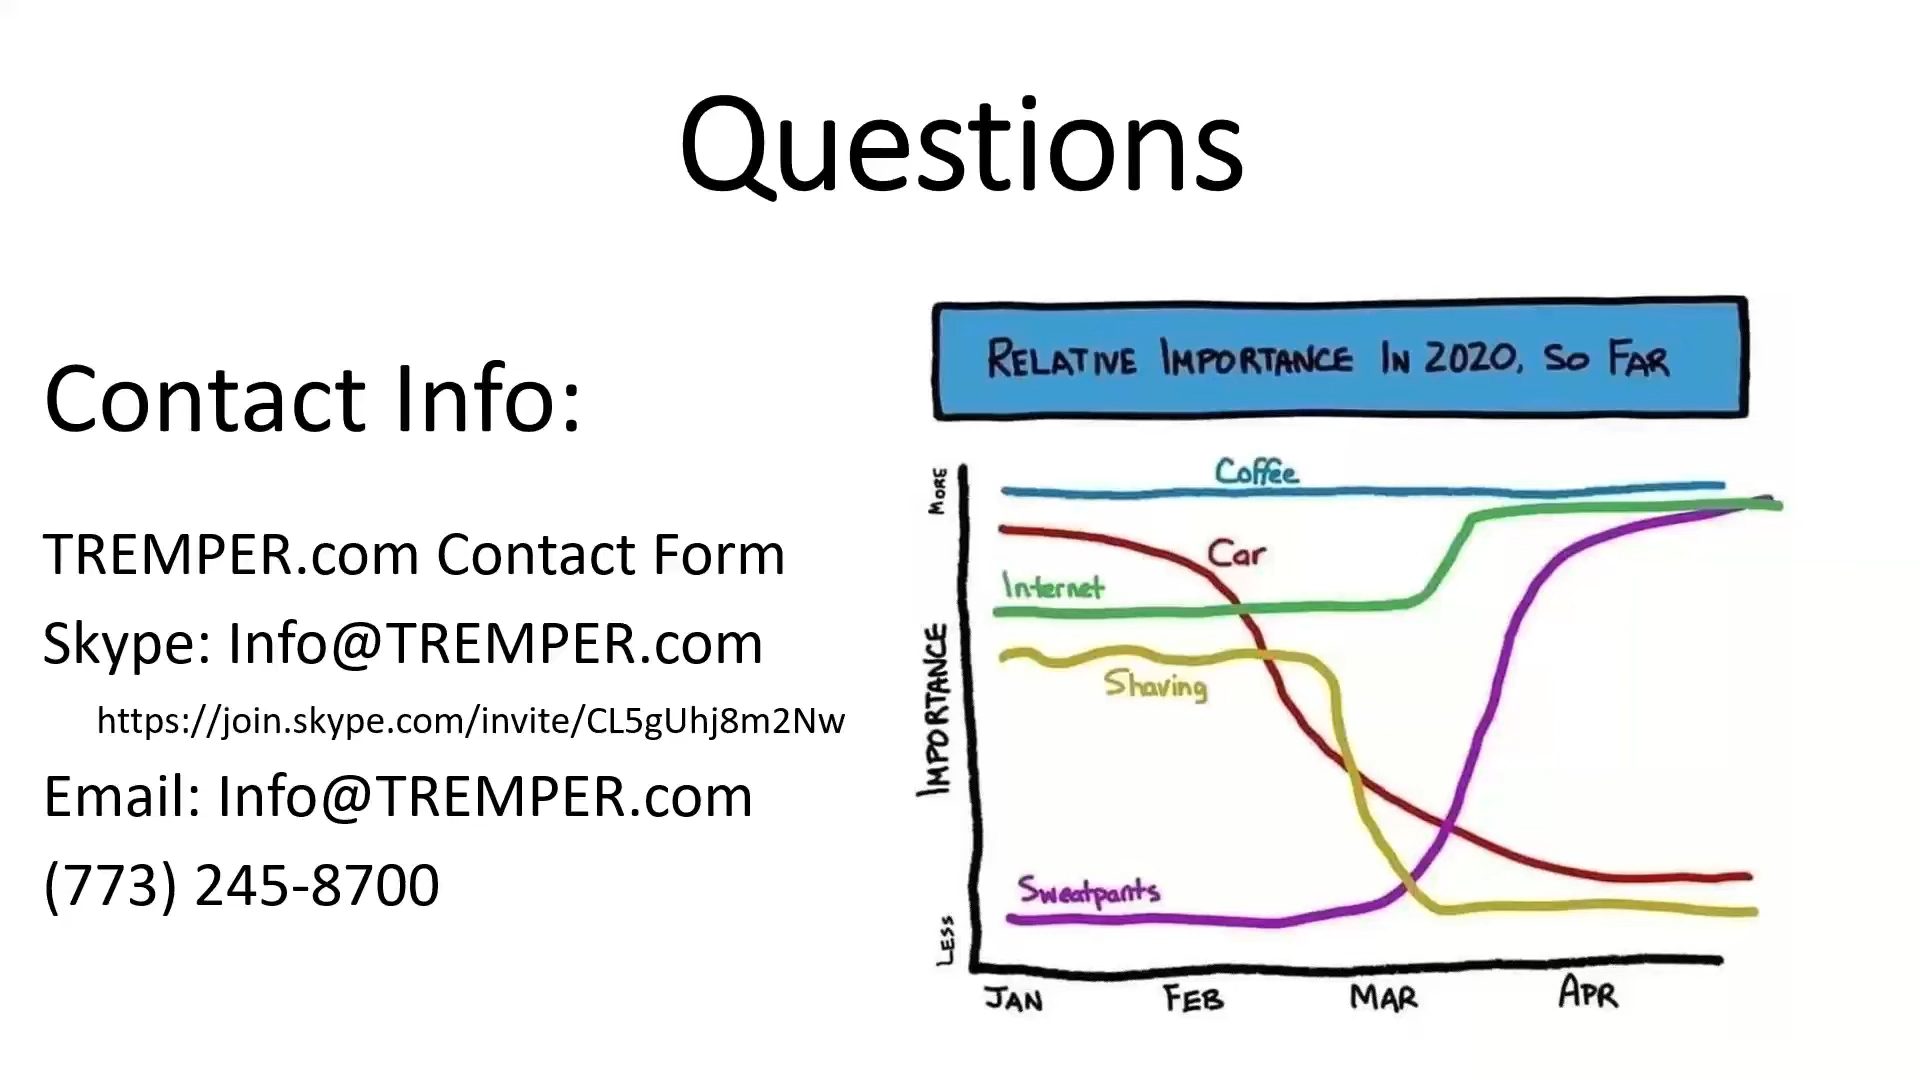 Questions
Contact Info:
TREMPER.com Contact Form
Skype: Info@TREMPER.com
https://join.skype.com/invite/CL5gUhj8m2Nw
Email: Info@TREMPER.com
(773) 245-8700
RELATIVE IMPORTANCE IN 2020, SO FAR
MORE
IMPORTANCE
LESS
Coffee
Car
Internet
Shaving
Sweatpants
JAN FEB MAR APR